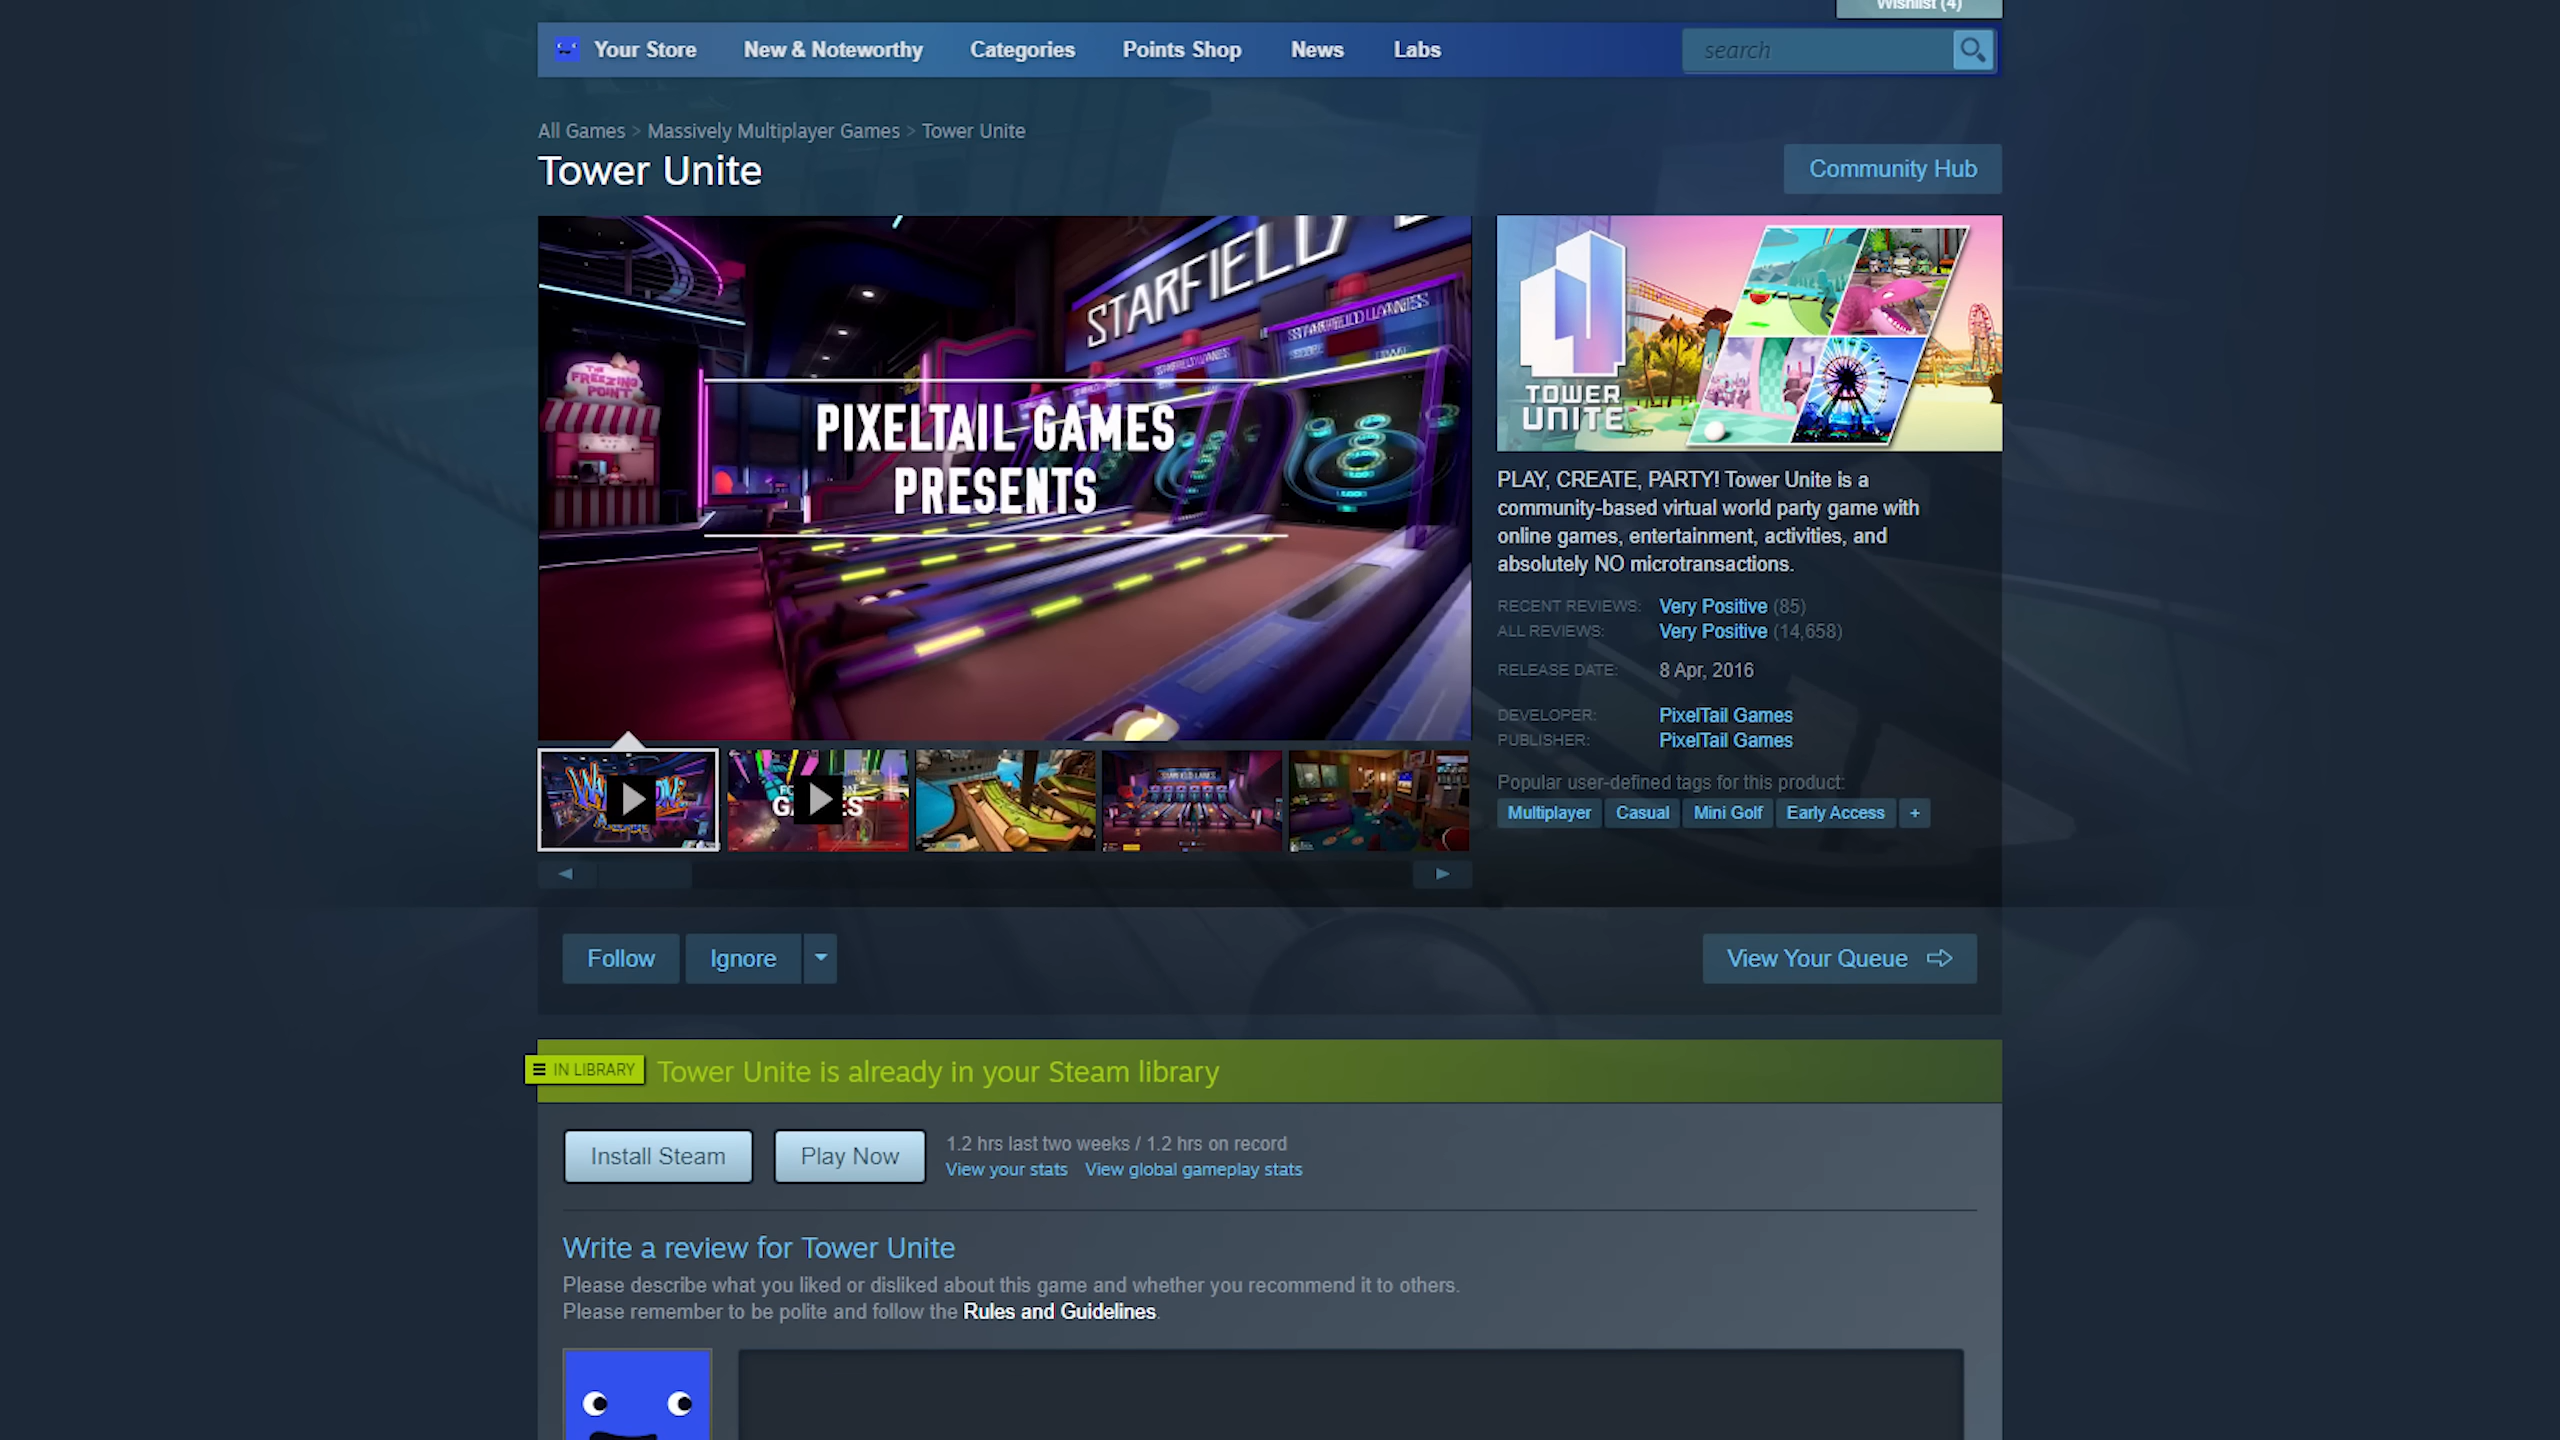 Wishlist (4)
Your Store
New & Noteworthy
Categories
Points Shop
News
Labs
search
All Games > Massively Multiplayer Games > Tower Unite
Tower Unite
Community Hub
STARFIELD
STARFIELD LANES
THE
FREEZING
POINT
PIXELTAIL GAMES
PRESENTS
TOWER
UNITE
PLAY, CREATE, PARTY! Tower Unite is a
community-based virtual world party game with
online games, entertainment, activities, and
absolutely NO microtransactions.
RECENT REVIEWS: Very Positive (85)
ALL REVIEWS: Very Positive (14,658)
RELEASE DATE: 8 Apr, 2016
DEVELOPER: PixelTail Games
PUBLISHER: PixelTail Games
Popular user-defined tags for this product:
Multiplayer
Casual
Mini Golf
Early Access
+
STARFIELD LANES
Follow
Ignore
View Your Queue
IN LIBRARY
Tower Unite is already in your Steam library
Install Steam
Play Now
1.2 hrs last two weeks / 1.2 hrs on record
View your stats
View global gameplay stats
Write a review for Tower Unite
Please describe what you liked or disliked about this game and whether you recommend it to others.
Please remember to be polite and follow the Rules and Guidelines.